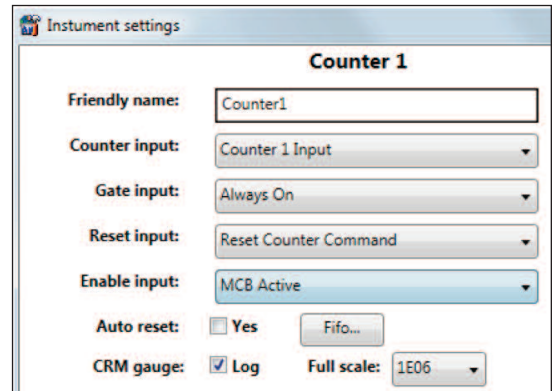 Instument settings
Counter 1
Friendly name: Counter1
Counter input: Counter 1 Input
Gate input: Always On
Reset input: Reset Counter Command
Enable input: MCB Active
Auto reset: Yes Fifo...
CRM gauge: Log Full scale: 1E06